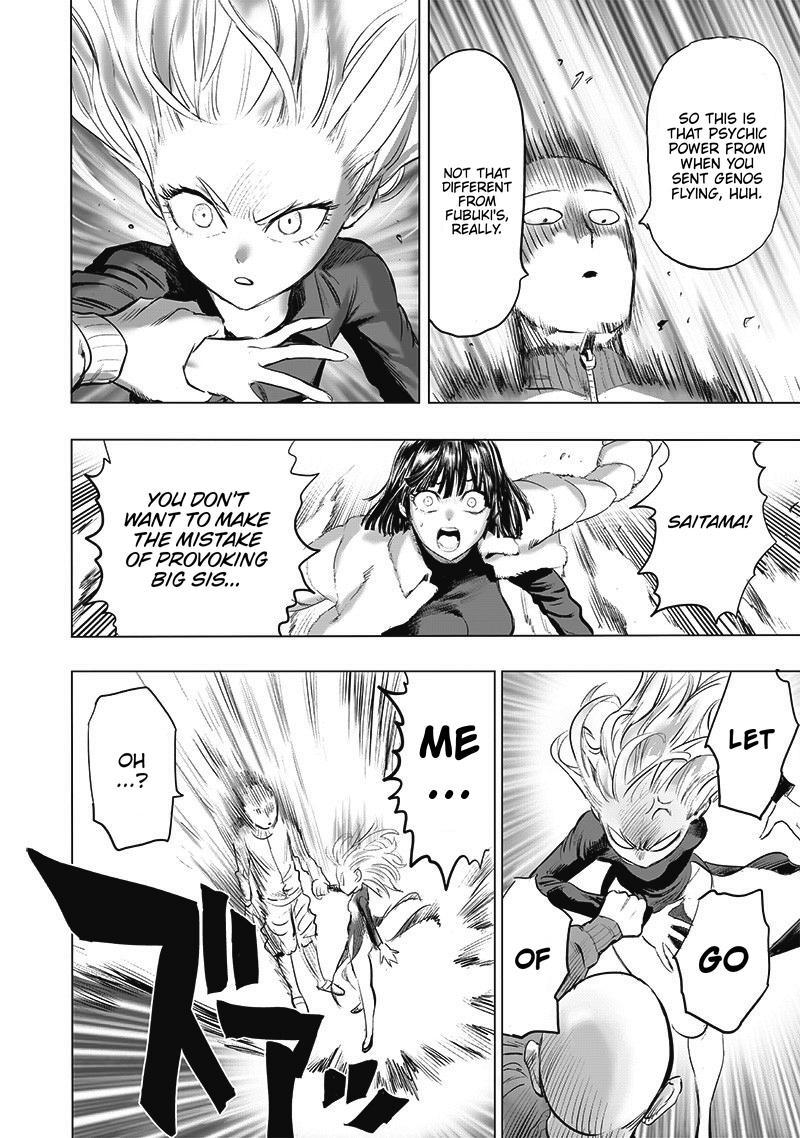 SO THIS IS
THAT PSYCHIC
POWER FROM
WHEN YOU
SENT GENOS
FLYING, HUH.
NOT THAT
DIFFERENT
FROM
FUBUKI'S,
REALLY.
SAITAMA!
YOU DON'T
WANT TO MAKE
THE MISTAKE
OF PROVOKING
BIG SIS...
LET
GO
OF
ME
...
OH
...?
ズズァッ